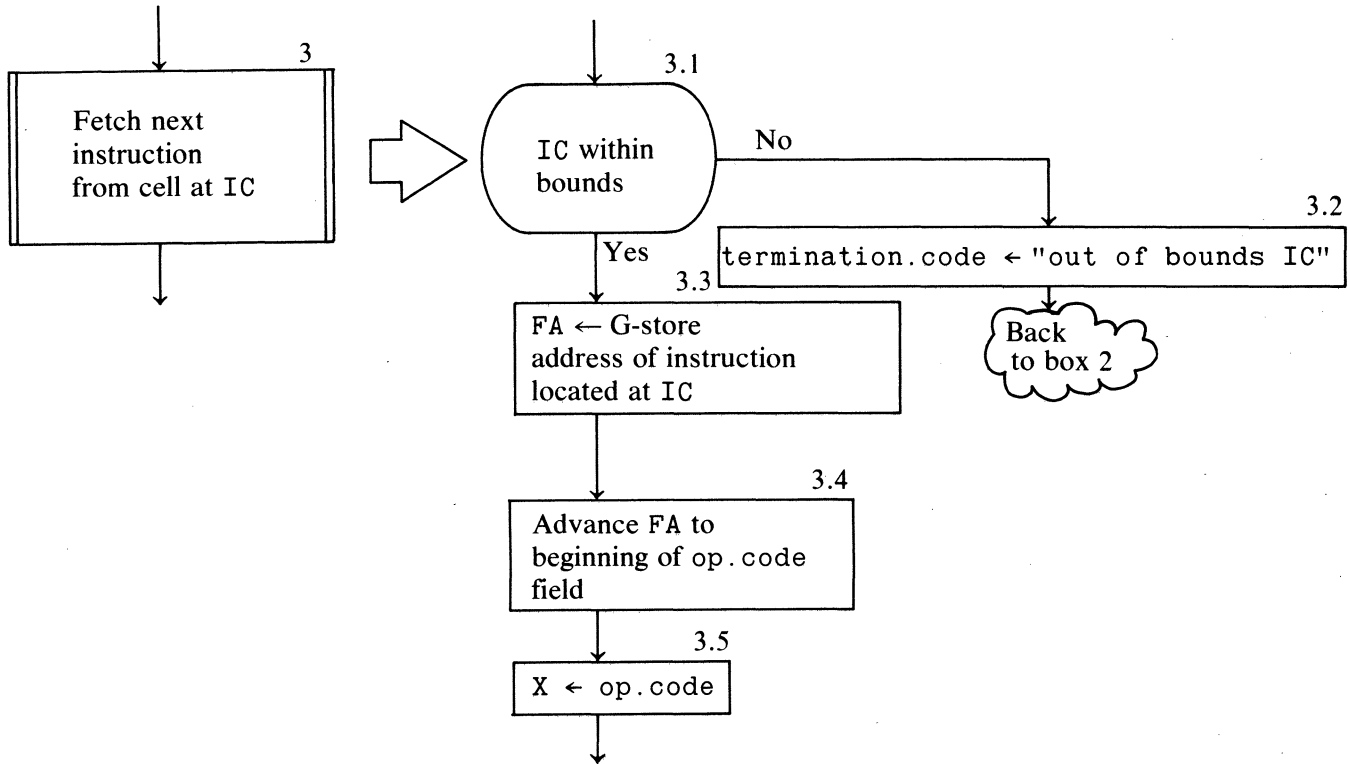 3
Fetch next
instruction
from cell at IC
3.1
IC within
bounds
No
Yes
3.2
termination.code ← "out of bounds IC"
Back
to box 2
3.3
FA ← G-store
address of instruction
located at IC
3.4
Advance FA to
beginning of op.code
field
3.5
X ← op.code